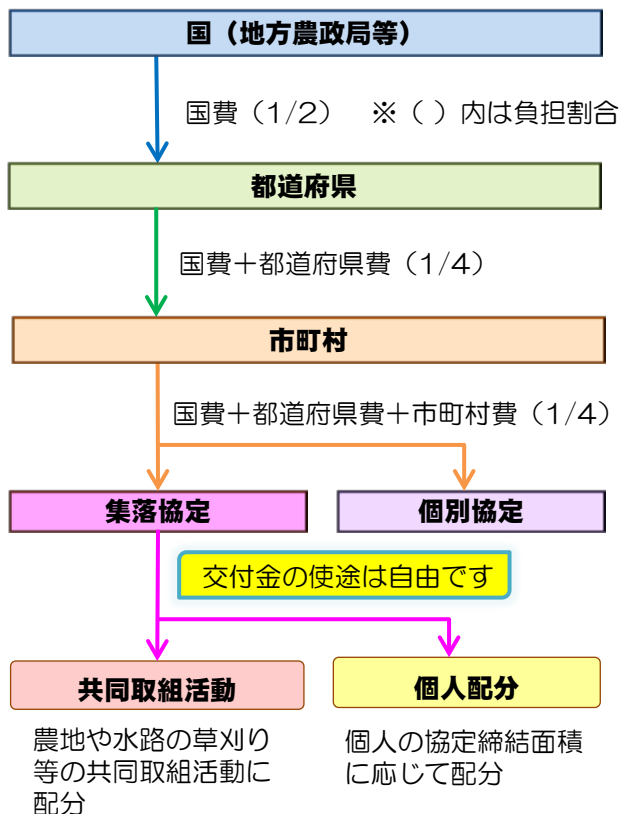 国（地方農政局等）
国費（1/2）　※（ ）内は負担割合
都道府県
国費＋都道府県費（1/4）
市町村
国費＋都道府県費＋市町村費（1/4）
集落協定
個別協定
交付金の使途は自由です
共同取組活動
個人配分
農地や水路の草刈り
等の共同取組活動に
配分
個人の協定締結面積
に応じて配分